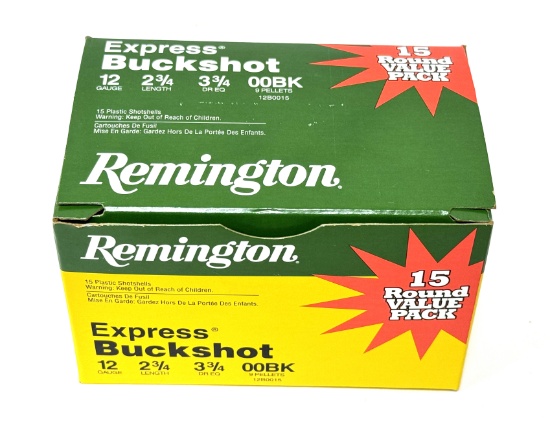 Express®
Buckshot
12 2¾ 3¾ 00BK
GAUGE LENGTH DR EQ 9 PELLETS
12B0015
15 Plastic Shotshells
Warning: Keep Out of Reach of Children.
Cartouches De Fusil
Mise En Garde: Gardez Hors De La Portée Des Enfants.
Remington®
15
Round
VALUE
PACK
Remington®
15 Plastic Shotshells
Warning: Keep Out of Reach of Children.
Cartouches De Fusil
Mise En Garde: Gardez Hors De La Portée Des Enfants.
Express®
Buckshot
12 2¾ 3¾ 00BK
GAUGE LENGTH DR EQ 9 PELLETS
12B0015
15
Round
VALUE
PACK